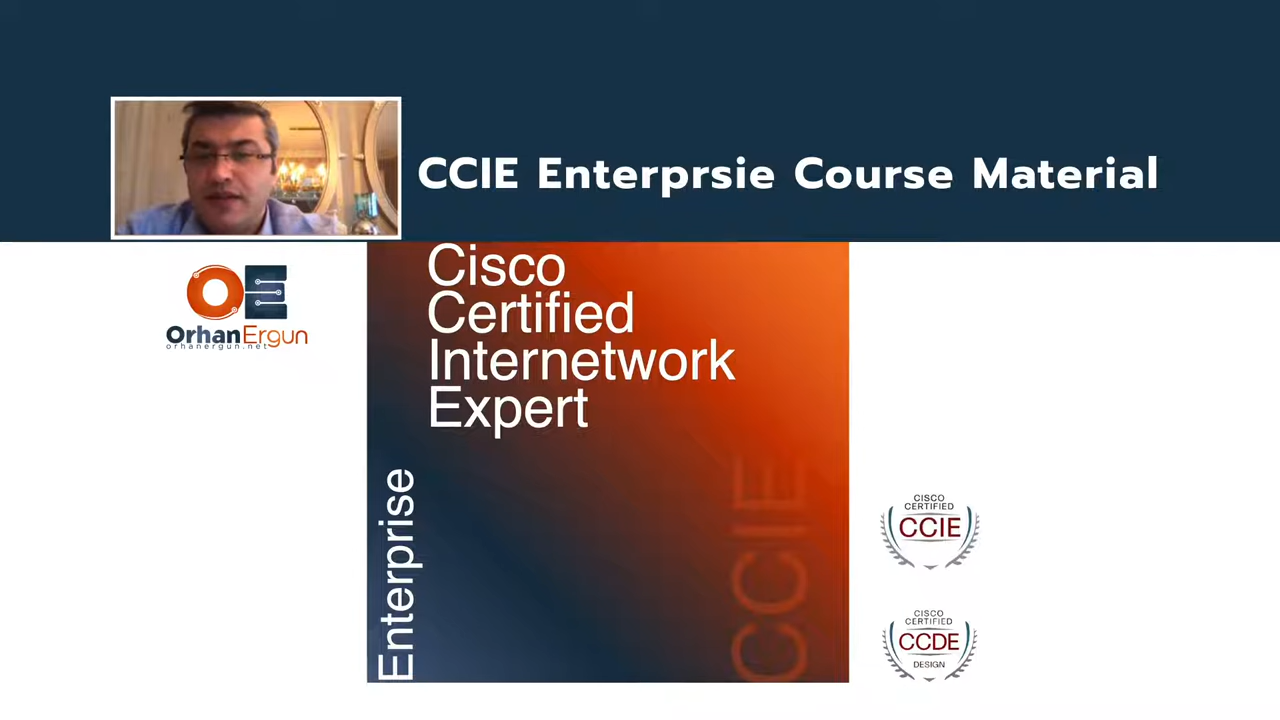 CCIE Enterprsie Course Material
OE
OrhanErgun
orhanergun.net
Cisco
Certified
Internetwork
Expert
Enterprise
CCIE
CISCO
CERTIFIED
CCIE
CISCO
CERTIFIED
CCDE
DESIGN